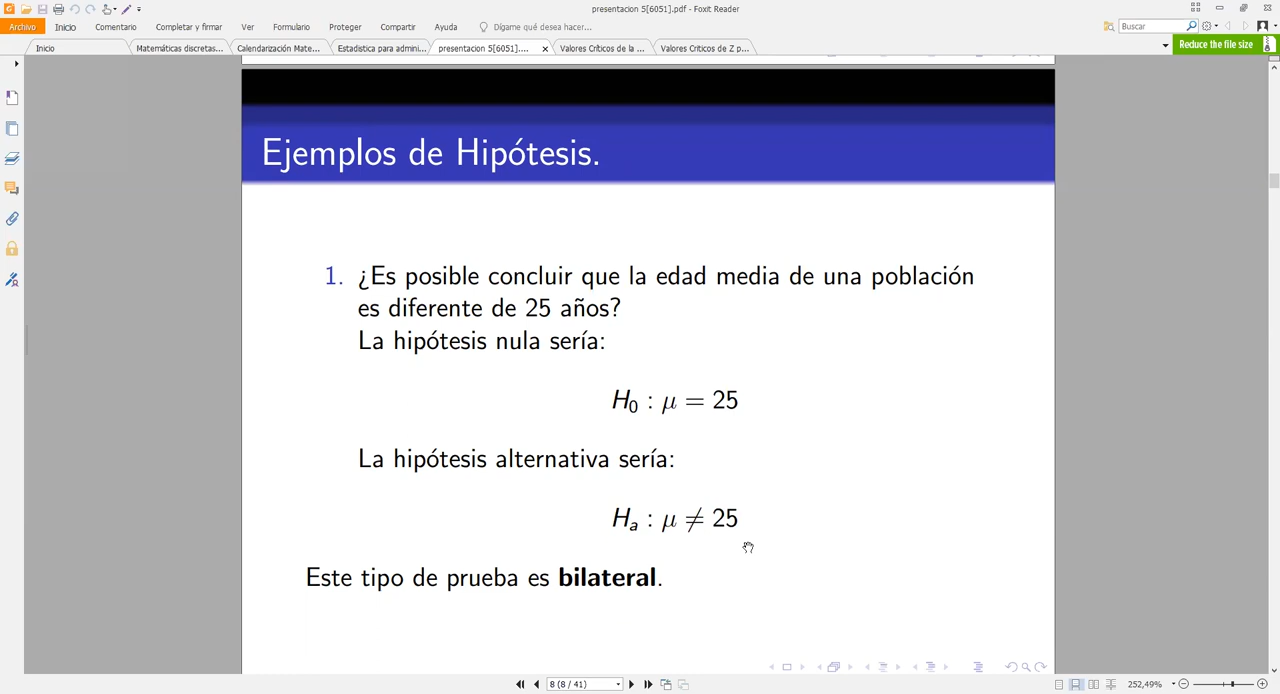 presentacion 5[6051].pdf - Foxit Reader
Archivo Inicio Comentario Completar y firmar Ver Formulario Proteger Compartir Ayuda Dígame qué desea hacer... Buscar
Inicio Matemáticas discretas... Calendarización Mate... Estadistica para admini... presentacion 5[6051].... Valores Críticos de la ... Valores Criticos de Z p... Reduce the file size
Ejemplos de Hipótesis.
1. ¿Es posible concluir que la edad media de una población
es diferente de 25 años?
La hipótesis nula sería:
H₀ : μ = 25
La hipótesis alternativa sería:
Hₐ : μ ≠ 25
Este tipo de prueba es bilateral.
8 (8 / 41) 252,49%